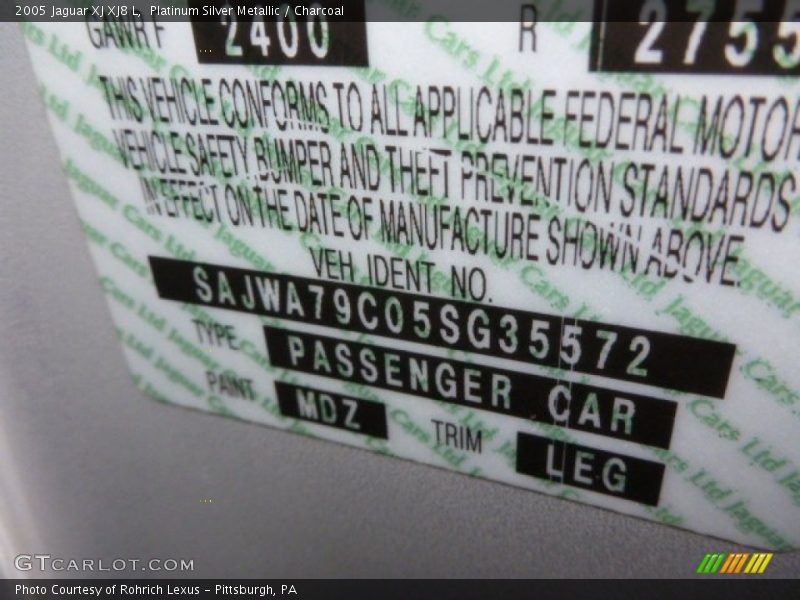 2005 Jaguar XJ XJ8 L, Platinum Silver Metallic / Charcoal
GAWR F 2400 R 2755
THIS VEHICLE CONFORMS TO ALL APPLICABLE FEDERAL MOTOR
VEHICLE SAFETY BUMPER AND THEFT PREVENTION STANDARDS
IN EFFECT ON THE DATE OF MANUFACTURE SHOWN ABOVE.
VEH. IDENT. NO.
SAJWA79C05SG35572
TYPE PASSENGER CAR
PAINT MDZ TRIM LEG
GTCARLOT.COM
Photo Courtesy of Rohrich Lexus - Pittsburgh, PA